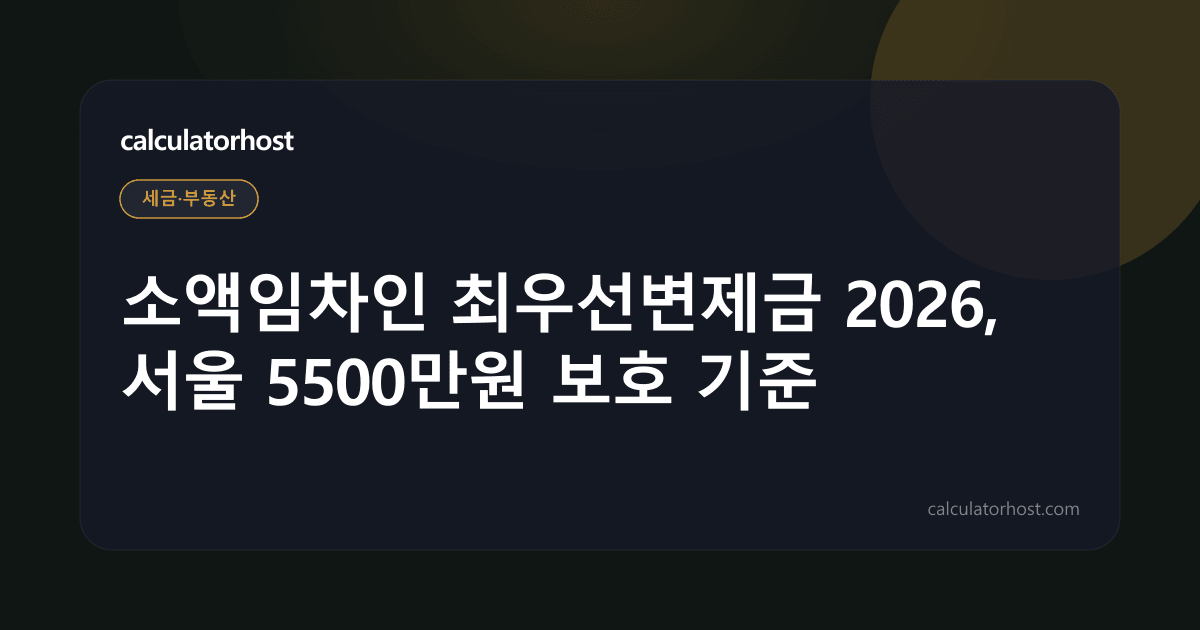 calculatorhost
세금·부동산
소액임차인 최우선변제금 2026,
서울 5500만원 보호 기준
calculatorhost.com